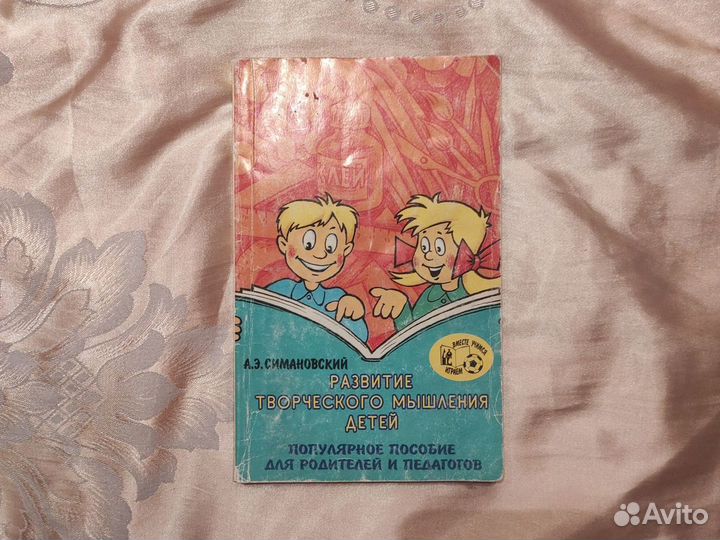 КЛЕЙ
А.Э.СИМАНОВСКИЙ
ВМЕСТЕ УЧИМСЯ
ИГРАЕМ
РАЗВИТИЕ
ТВОРЧЕСКОГО МЫШЛЕНИЯ
ДЕТЕЙ
ПОПУЛЯРНОЕ ПОСОБИЕ
ДЛЯ РОДИТЕЛЕЙ И ПЕДАГОГОВ
Avito